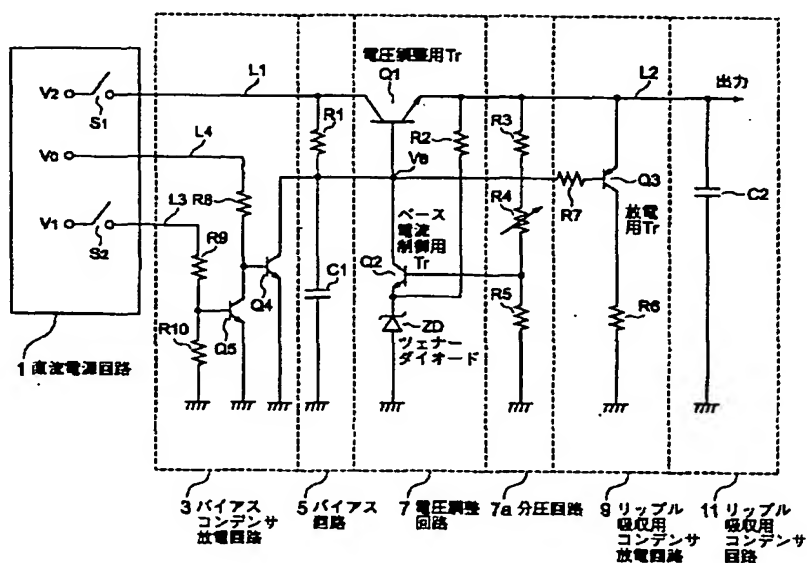 電圧調整用Tr
Q1
L1
L2
出力
V2
S1
R1
R2
R3
L4
V0
VB
Q3
C2
R8
R7
放電
用Tr
R4
L3
V1
S2
R9
ベース
電流
制御用
Tr
Q2
Q4
C1
R5
R6
R10
Q5
ZD
ツェナー
ダイオード
1 直流電源回路
3 バイアス
コンデンサ
放電回路
5 バイアス
回路
7 電圧調整
回路
7a 分圧回路
9 リップル
吸収用
コンデンサ
放電回路
11 リップル
吸収用
コンデンサ
回路